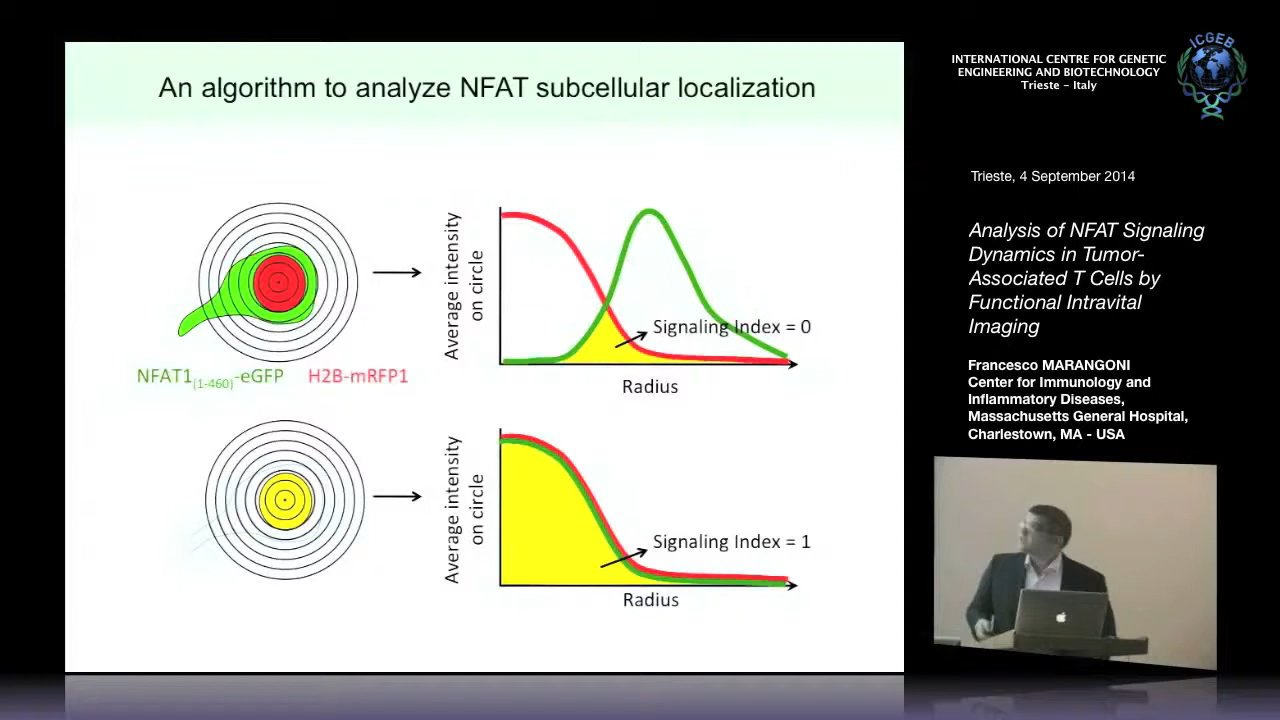 An algorithm to analyze NFAT subcellular localization
NFAT1(1-460)-eGFP
H2B-mRFP1
Average intensity
on circle
Signaling Index = 0
Radius
Average intensity
on circle
Signaling Index = 1
Radius
INTERNATIONAL CENTRE FOR GENETIC
ENGINEERING AND BIOTECHNOLOGY
Trieste - Italy
ICGEB
Trieste, 4 September 2014
Analysis of NFAT Signaling
Dynamics in Tumor-
Associated T Cells by
Functional Intravital
Imaging
Francesco MARANGONI
Center for Immunology and
Inflammatory Diseases,
Massachusetts General Hospital,
Charlestown, MA - USA